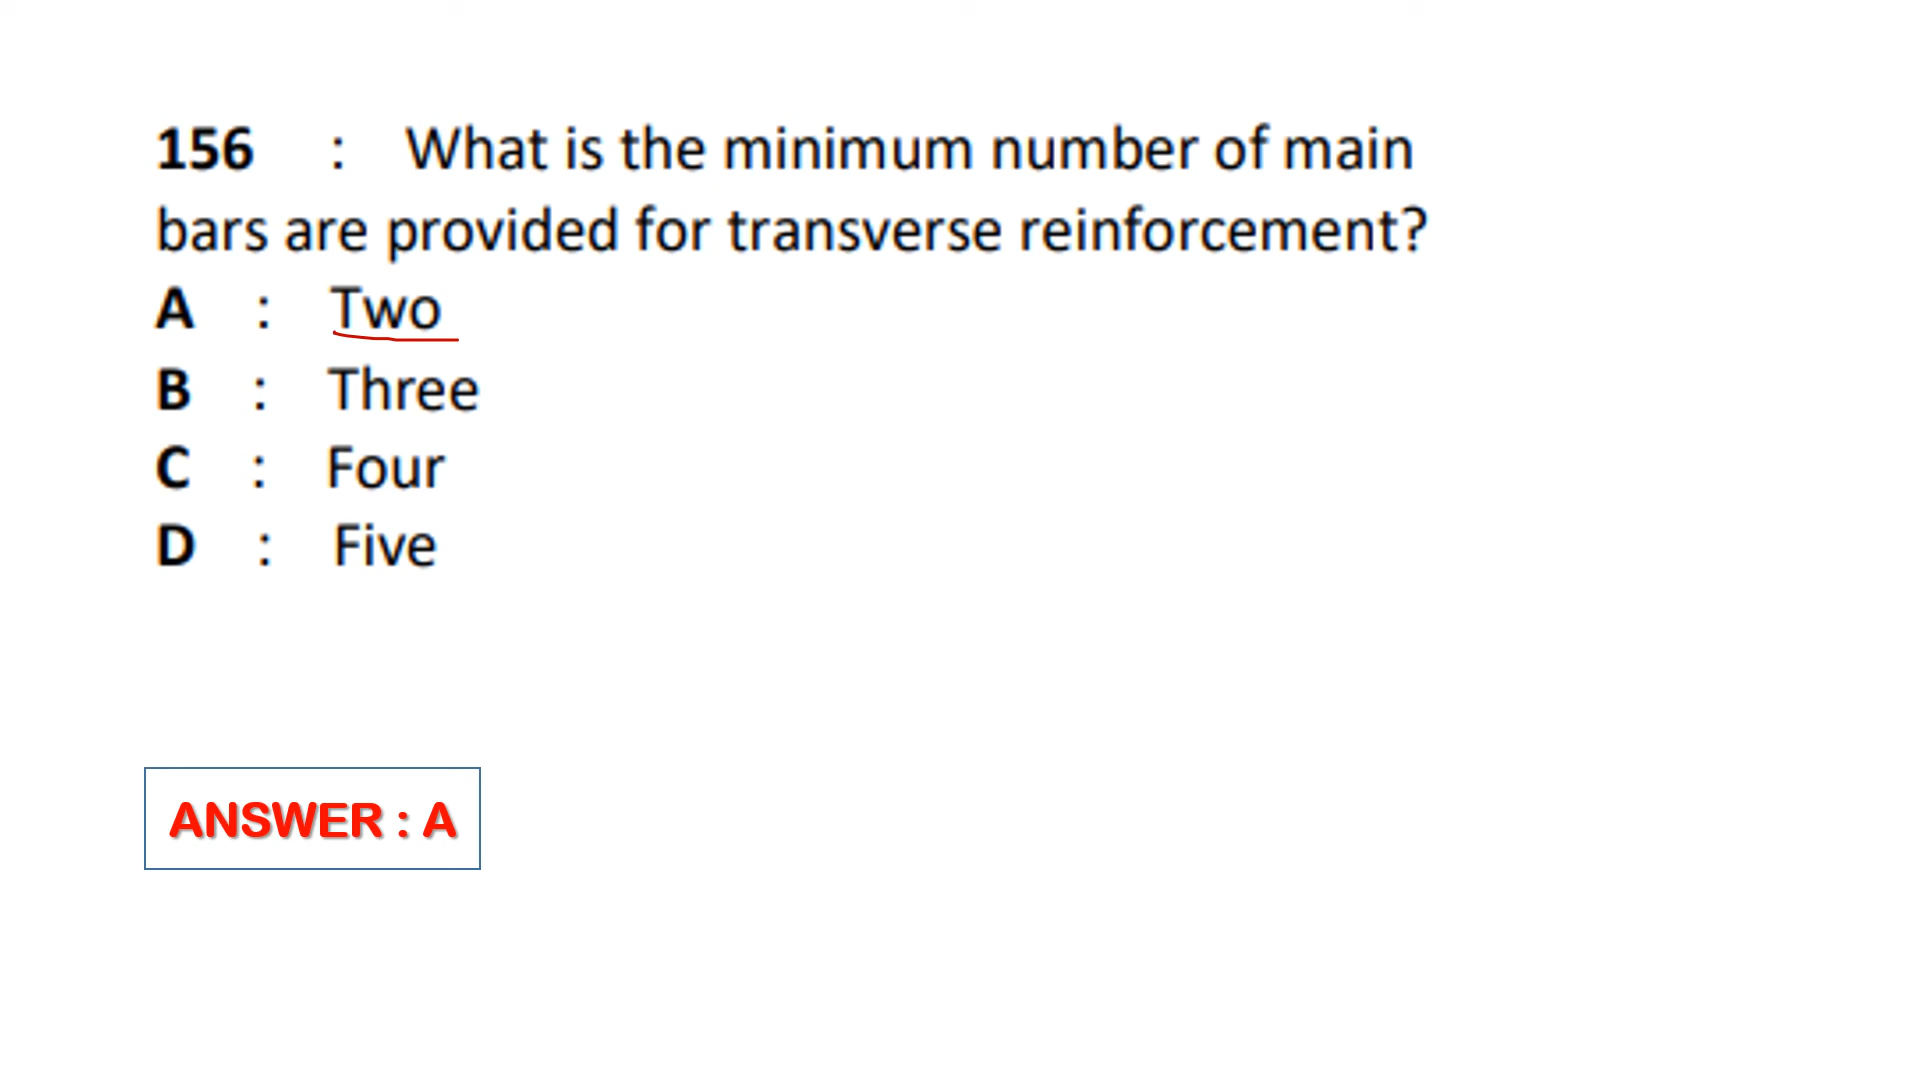 156 : What is the minimum number of main
bars are provided for transverse reinforcement?
A : Two
B : Three
C : Four
D : Five
ANSWER : A